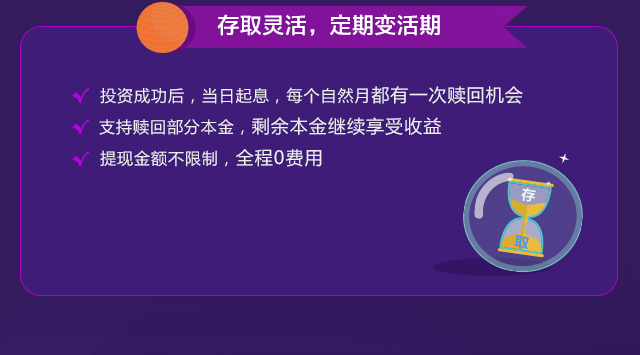 存取灵活，定期变活期
投资成功后，当日起息，每个自然月都有一次赎回机会
支持赎回部分本金，剩余本金继续享受收益
提现金额不限制，全程0费用
存
取